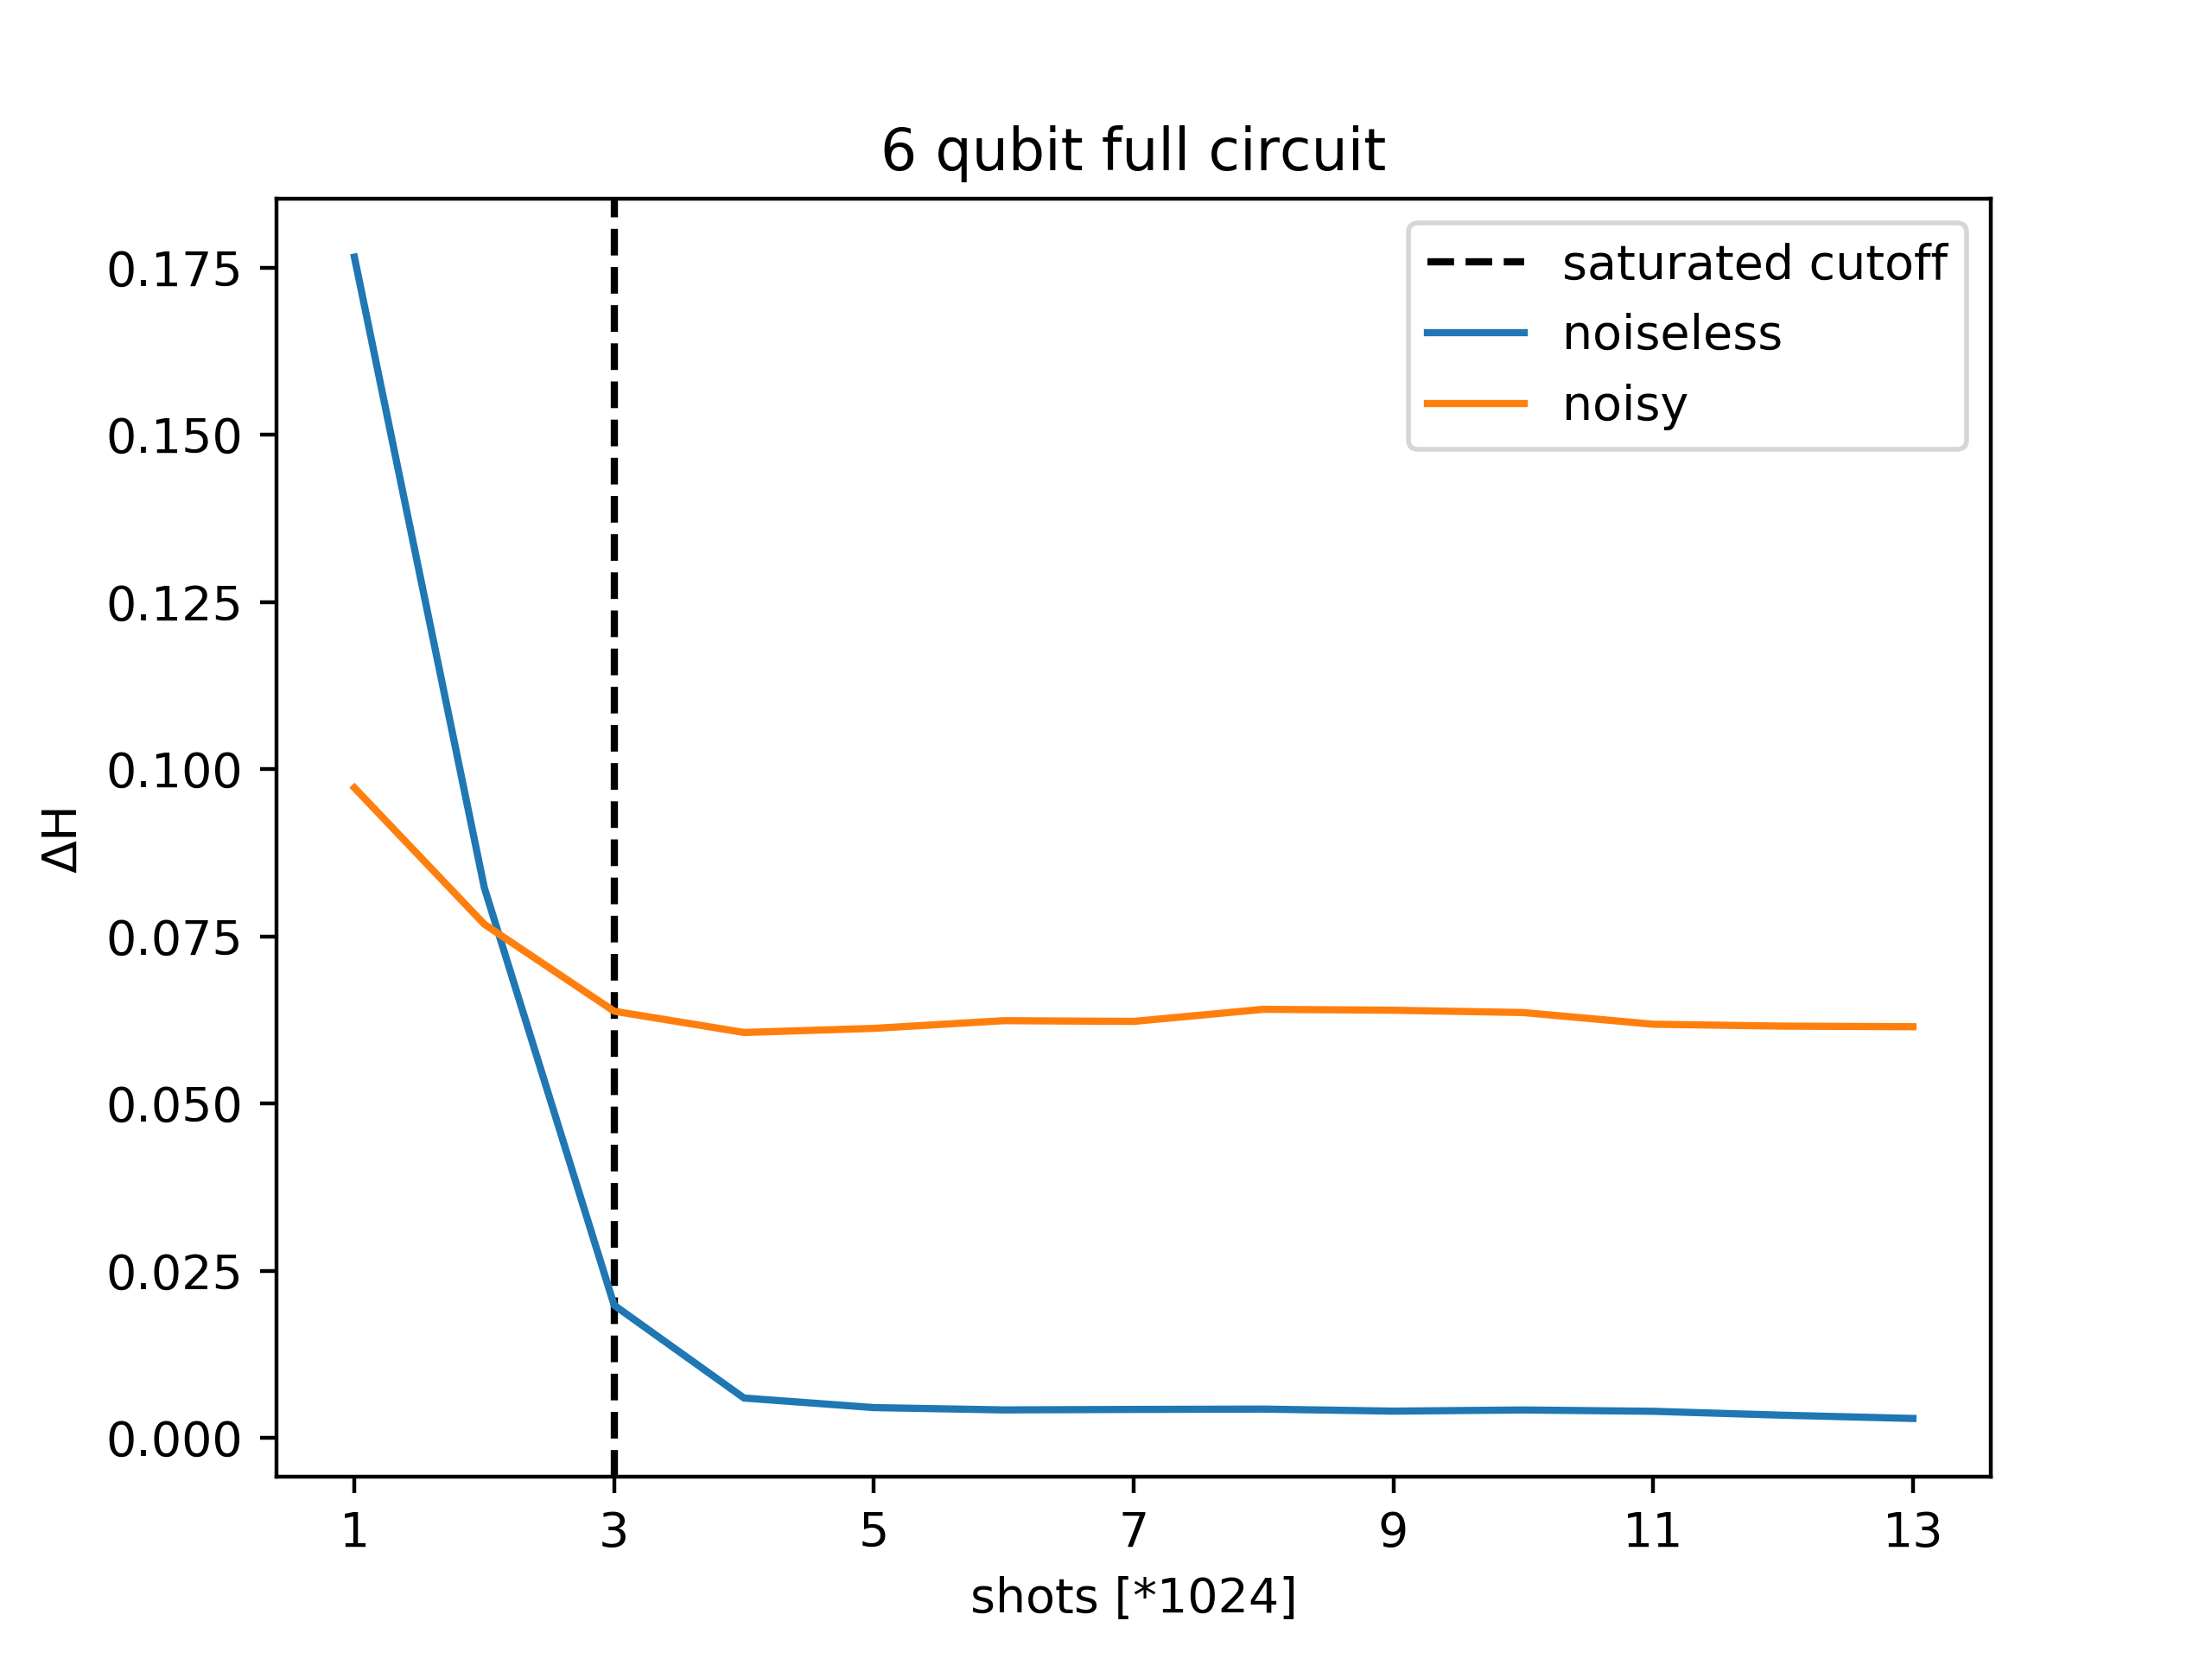 6 qubit full circuit
saturated cutoff
noiseless
noisy
0.175
0.150
0.125
0.100
0.075
0.050
0.025
0.000
ΔH
1 3 5 7 9 11 13
shots [*1024]